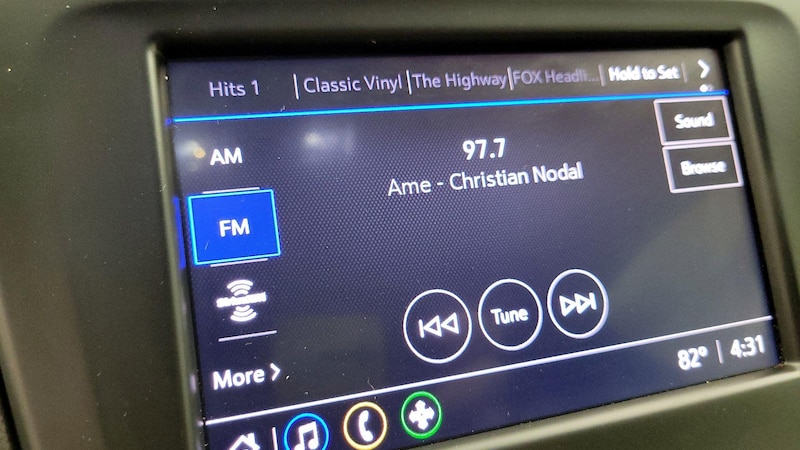 Hits 1 | Classic Vinyl | The Highway | FOX Headli... | Hold to Set
AM
97.7
Sound
Ame - Christian Nodal
Browse
FM
Tune
More
82° | 4:31